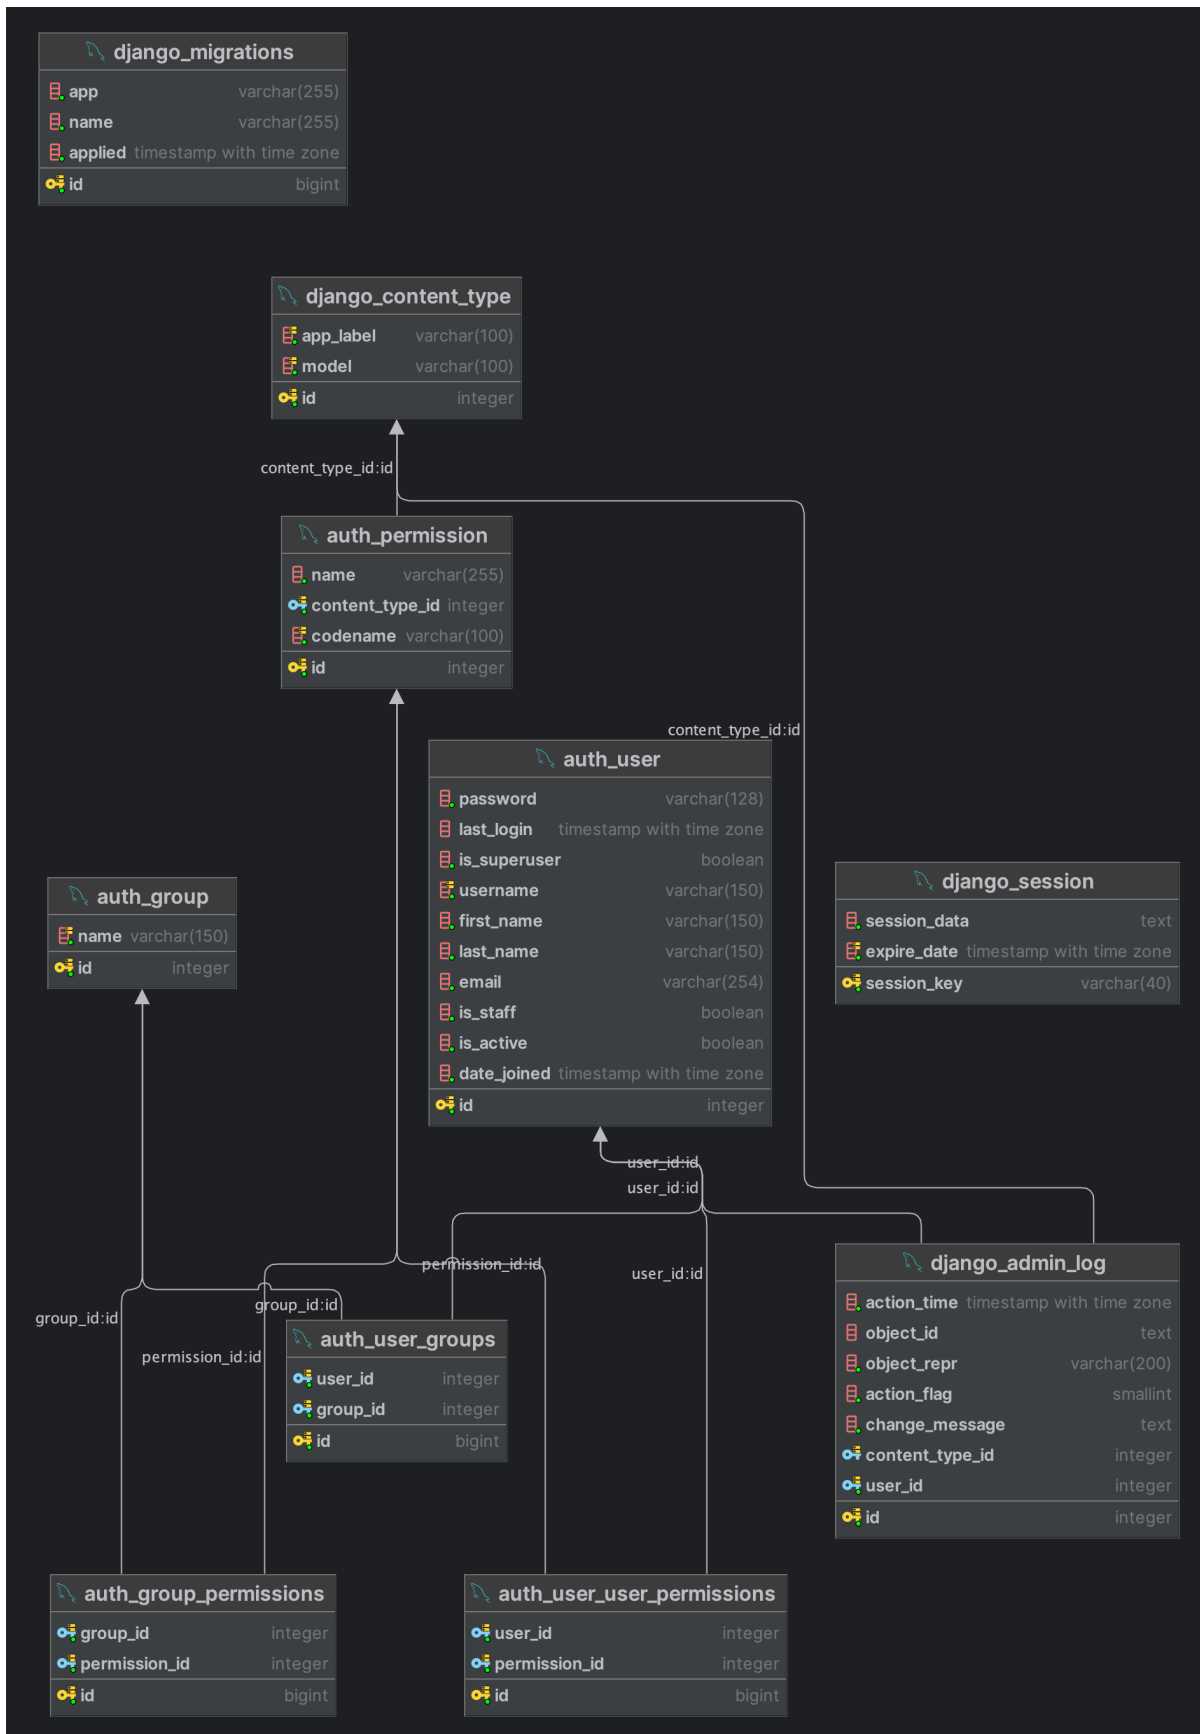 django_migrations
app varchar(255)
name varchar(255)
applied timestamp with time zone
id bigint
django_content_type
app_label varchar(100)
model varchar(100)
id integer
content_type_id:id
auth_permission
name varchar(255)
content_type_id integer
codename varchar(100)
id integer
content_type_id:id
auth_user
password varchar(128)
last_login timestamp with time zone
is_superuser boolean
username varchar(150)
first_name varchar(150)
last_name varchar(150)
email varchar(254)
is_staff boolean
is_active boolean
date_joined timestamp with time zone
id integer
auth_group
name varchar(150)
id integer
django_session
session_data text
expire_date timestamp with time zone
session_key varchar(40)
user_id:id
user_id:id
permission_id:id
user_id:id
group_id:id
group_id:id
permission_id:id
auth_user_groups
user_id integer
group_id integer
id bigint
django_admin_log
action_time timestamp with time zone
object_id text
object_repr varchar(200)
action_flag smallint
change_message text
content_type_id integer
user_id integer
id integer
auth_group_permissions
group_id integer
permission_id integer
id bigint
auth_user_user_permissions
user_id integer
permission_id integer
id bigint